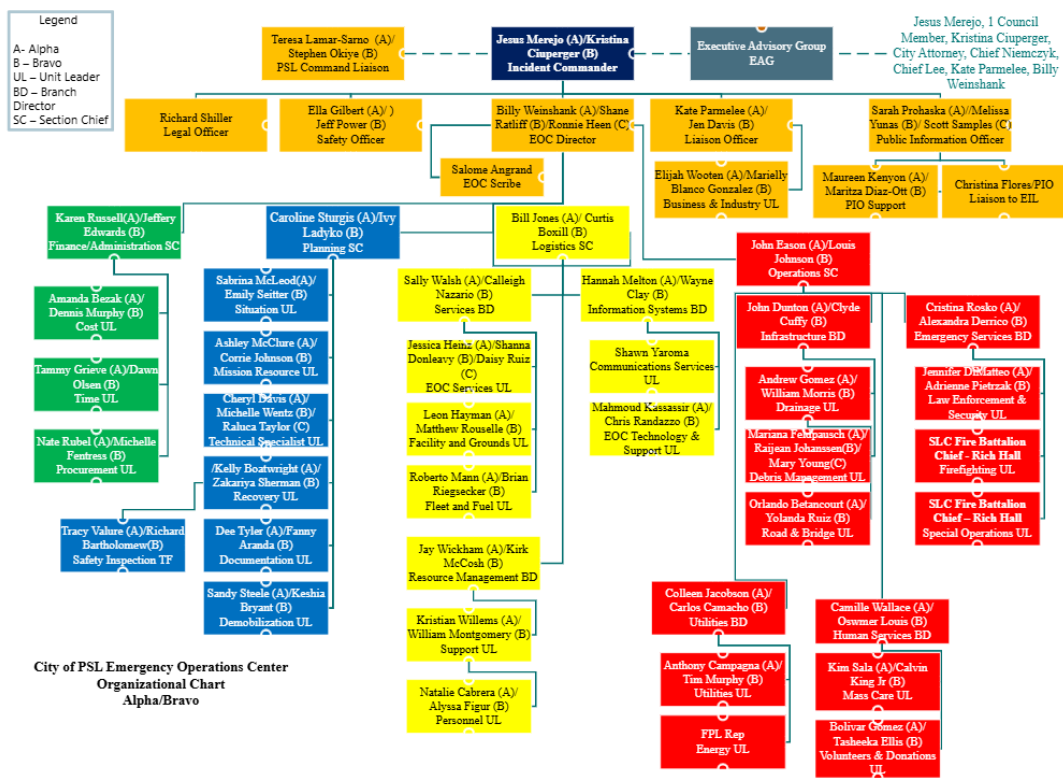 Legend
A- Alpha
B – Bravo
UL – Unit Leader
BD – Branch
Director
SC – Section Chief
Teresa Lamar-Sarno (A)/
Stephen Okiye (B)
PSL Command Liaison
Jesus Merejo (A)/Kristina
Ciuperger (B)
Incident Commander
Executive Advisory Group
EAG
Jesus Merejo, 1 Council
Member, Kristina Ciuperger,
City Attorney, Chief Niemczyk,
Chief Lee, Kate Parmelee, Billy
Weinshank
Richard Shiller
Legal Officer
Ella Gilbert (A)/ )
Jeff Power (B)
Safety Officer
Billy Weinshank (A)/Shane
Ratliff (B)/Ronnie Heen (C)
EOC Director
Kate Parmelee (A)/
Jen Davis (B)
Liaison Officer
Sarah Prohaska (A)//Melissa
Yunas (B)/ Scott Samples (C)
Public Information Officer
Salome Angrand
EOC Scribe
Elijah Wooten (A)/Marielly
Blanco Gonzalez (B)
Business & Industry UL
Maureen Kenyon (A)/
Maritza Diaz-Ott (B)
PIO Support
Christina Flores/PIO
Liaison to EIL
Karen Russell(A)/Jeffery
Edwards (B)
Finance/Administration SC
Caroline Sturgis (A)/Ivy
Ladyko (B)
Planning SC
Bill Jones (A)/ Curtis
Boxill (B)
Logistics SC
John Eason (A)/Louis
Johnson (B)
Operations SC
Amanda Bezak (A)/
Dennis Murphy (B)
Cost UL
Tammy Grieve (A)/Dawn
Olsen (B)
Time UL
Nate Rubel (A)/Michelle
Fentress (B)
Procurement UL
Sabrina McLeod(A)/
Emily Seitter (B)
Situation UL
Ashley McClure (A)/
Corrie Johnson (B)
Mission Resource UL
Cheryl Davis (A)/
Michelle Wentz (B)/
Raluca Taylor (C)
Technical Specialist UL
/Kelly Boatwright (A)/
Zakariya Sherman (B)
Recovery UL
Tracy Valure (A)/Richard
Bartholomew(B)
Safety Inspection TF
Dee Tyler (A)/Fanny
Aranda (B)
Documentation UL
Sandy Steele (A)/Keshia
Bryant (B)
Demobilization UL
Sally Walsh (A)/Calleigh
Nazario (B)
Services BD
Hannah Melton (A)/Wayne
Clay (B)
Information Systems BD
Jessica Heinz (A)/Shanna
Donleavy (B)/Daisy Ruiz
(C)
EOC Services UL
Leon Hayman (A)/
Matthew Rouselle (B)
Facility and Grounds UL
Roberto Mann (A)/Brian
Riegsecker (B)
Fleet and Fuel UL
Shawn Yaroma
Communications Services
UL
Mahmoud Kassassir (A)/
Chris Randazzo (B)
EOC Technology &
Support UL
Jay Wickham (A)/Kirk
McCosh (B)
Resource Management BD
Kristian Willems (A)/
William Montgomery (B)
Support UL
Natalie Cabrera (A)/
Alyssa Figur (B)
Personnel UL
John Dunton (A)/Clyde
Cuffy (B)
Infrastructure BD
Cristina Rosko (A)/
Alexandra Derrico (B)
Emergency Services BD
Andrew Gomez (A)/
William Morris (B)
Drainage UL
Mariana Feldpausch (A)/
Raijean Johanssen(B)/
Mary Young(C)
Debris Management UL
Orlando Betancourt (A)/
Yolanda Ruiz (B)
Road & Bridge UL
Jennifer DiMatteo (A)/
Adrienne Pietrzak (B)
Law Enforcement &
Security UL
SLC Fire Battalion
Chief - Rich Hall
Firefighting UL
SLC Fire Battalion
Chief – Rich Hall
Special Operations UL
Colleen Jacobson (A)/
Carlos Camacho (B)
Utilities BD
Anthony Campagna (A)/
Tim Murphy (B)
Utilities UL
FPL Rep
Energy UL
Camille Wallace (A)/
Oswmer Louis (B)
Human Services BD
Kim Sala (A)/Calvin
King Jr (B)
Mass Care UL
Bolivar Gomez (A)/
Tasheeka Ellis (B)
Volunteers & Donations
UL
City of PSL Emergency Operations Center
Organizational Chart
Alpha/Bravo